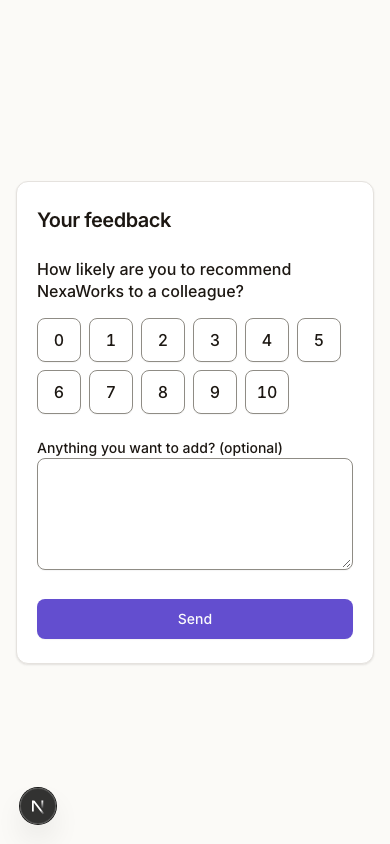 Your feedback
How likely are you to recommend
NexaWorks to a colleague?
0 1 2 3 4 5
6 7 8 9 10
Anything you want to add? (optional)
Send
N